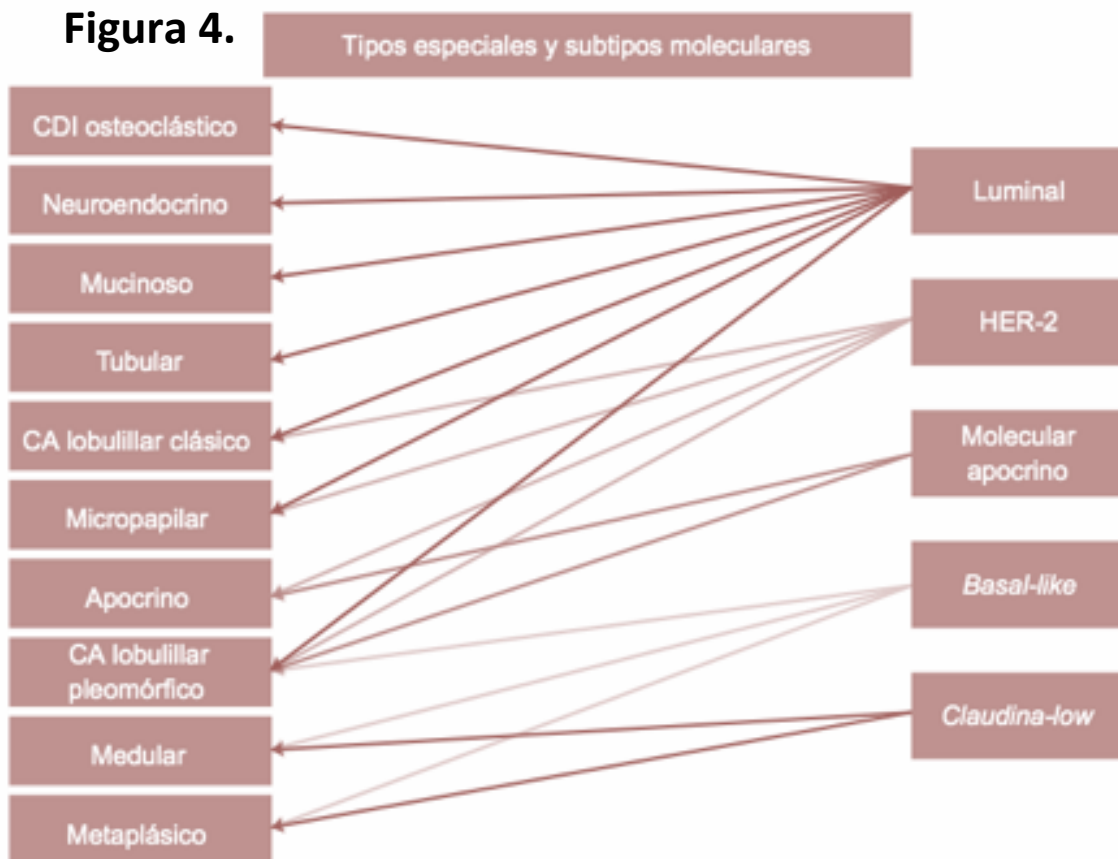 Figura 4.
Tipos especiales y subtipos moleculares
CDI osteoclástico
Neuroendocrino
Mucinoso
Tubular
CA lobulillar clásico
Micropapilar
Apocrino
CA lobulillar
pleomórfico
Medular
Metaplásico
Luminal
HER-2
Molecular
apocrino
Basal-like
Claudina-low